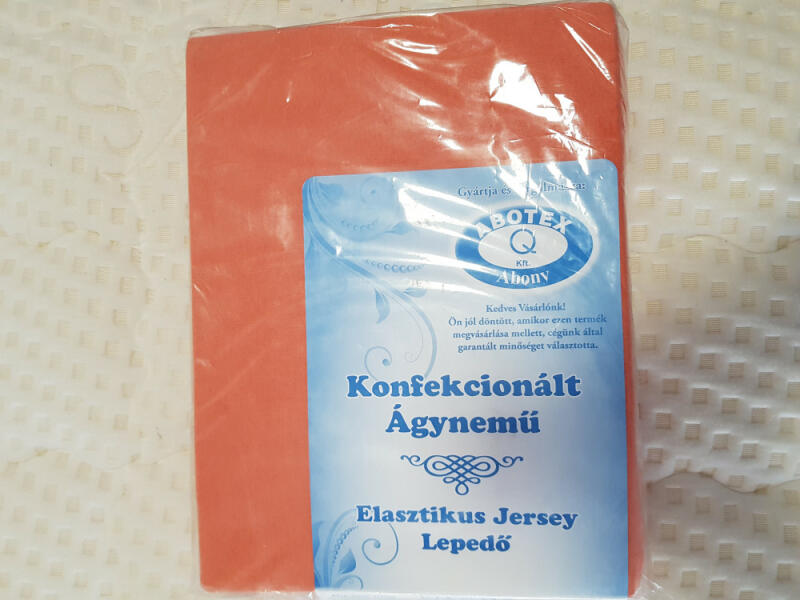 Gyártja és
ABOTEX
Q
Kft.
Abony
Kedves Vásárlónk!
Ön jól döntött, amikor ezen termék
megvásárlása mellett, cégünk által
garantált minőséget választotta.
Konfekcionált
Ágynemű
Elasztikus Jersey
Lepedő